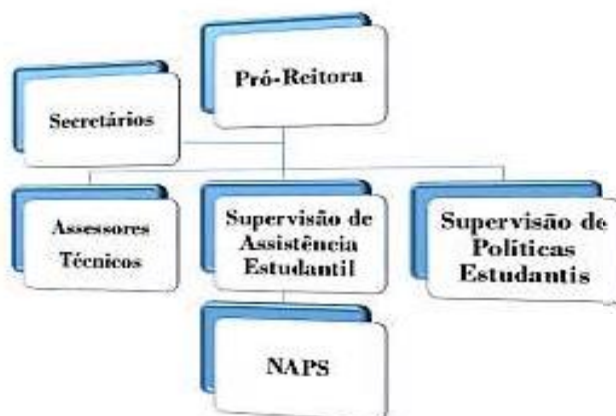 Pró-Reitora
Secretários
Assessores
Técnicos
Supervisão de
Assistência
Estudantil
Supervisão de
Políticas
Estudantis
NAPS